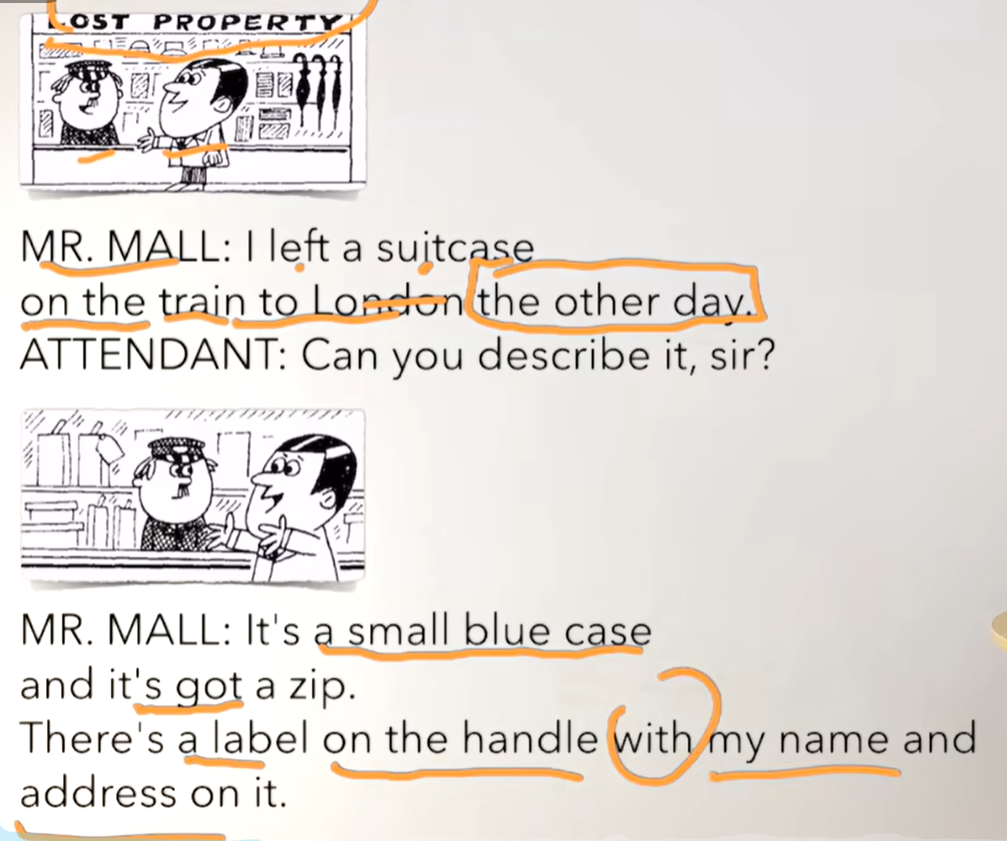 LOST PROPERTY
MR. MALL: I left a suitcase
on the train to London the other day.
ATTENDANT: Can you describe it, sir?
MR. MALL: It's a small blue case
and it's got a zip.
There's a label on the handle with my name and
address on it.